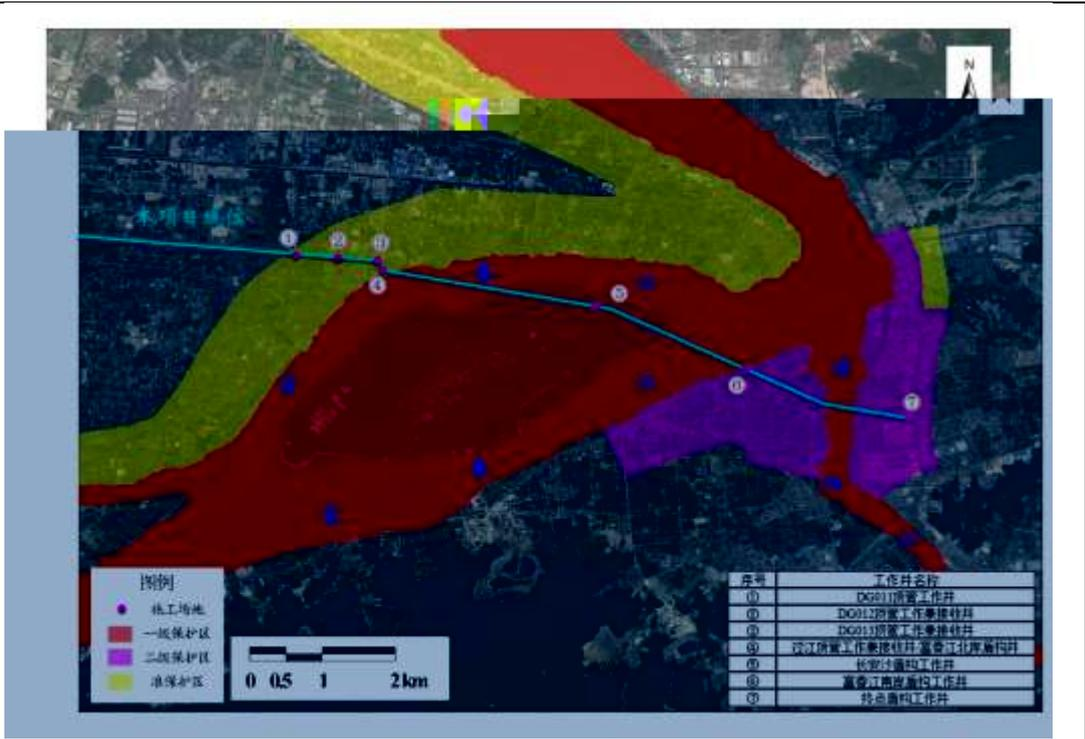 N
①
②
③
④
⑤
⑥
⑦
图例
施工场地
一级保护区
二级保护区
准保护区
0 0.5 1 2 km
序号 工作井名称
① DG011顶管工作井
② DG012顶管工作兼接收井
③ DG013顶管工作兼接收井
④ 过江顶管工作兼接收井 富春江北岸盾构井
⑤ 长安沙盾构工作井
⑥ 富春江南岸盾构工作井
⑦ 终点盾构工作井